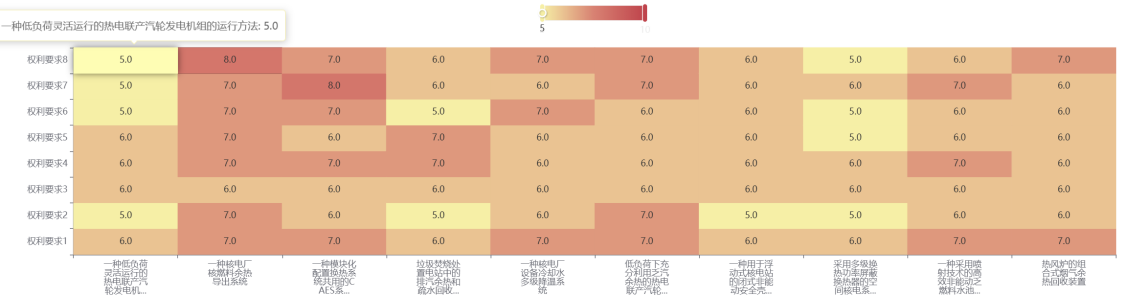 一种低负荷灵活运行的热电联产汽轮发电机组的运行方法: 5.0
5
权利要求8 5.0 8.0 7.0 6.0 7.0 7.0 6.0 5.0 6.0 7.0
权利要求7 5.0 7.0 8.0 6.0 6.0 7.0 6.0 6.0 7.0 6.0
权利要求6 5.0 7.0 7.0 5.0 7.0 6.0 6.0 5.0 6.0 6.0
权利要求5 6.0 7.0 6.0 7.0 6.0 6.0 6.0 5.0 6.0 6.0
权利要求4 6.0 7.0 7.0 7.0 6.0 6.0 6.0 6.0 7.0 6.0
权利要求3 6.0 6.0 6.0 6.0 6.0 6.0 6.0 6.0 6.0 6.0
权利要求2 5.0 7.0 6.0 5.0 6.0 7.0 5.0 5.0 6.0 6.0
权利要求1 6.0 7.0 7.0 6.0 7.0 7.0 6.0 6.0 7.0 7.0
一种低负荷
灵活运行的
热电联产汽
轮发电机...
一种核电厂
核燃料余热
导出系统
一种模块化
配置换热系
统共用的C
AES系...
垃圾焚烧处
置电站中的
排汽余热和
疏水回收...
一种核电厂
设备冷却水
多级降温系
统
低负荷下充
分利用乏汽
余热的热电
联产汽轮...
一种用于浮
动式核电站
的闭式非能
动安全壳...
采用多级换
热功率屏蔽
换热器的空
间核电系...
一种采用喷
射技术的高
效非能动乏
燃料水池...
热风炉的组
合式烟气余
热回收装置